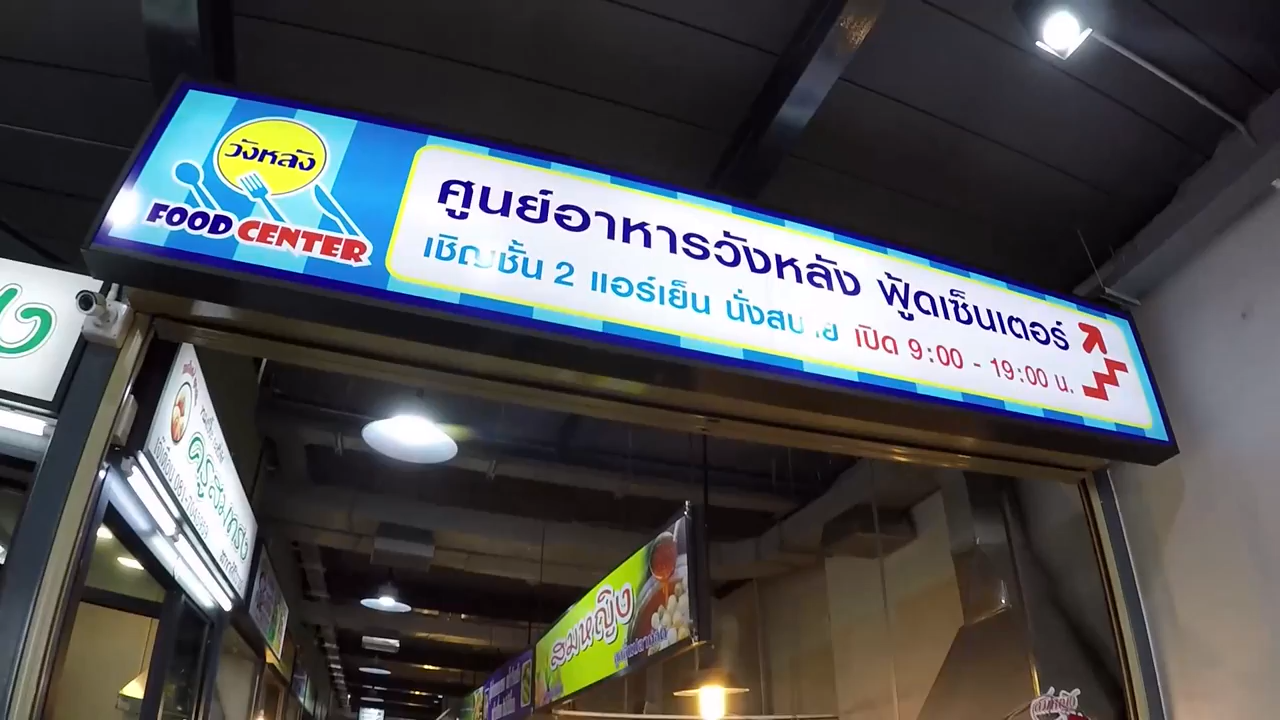 วังหลัง
FOOD CENTER
ศูนย์อาหารวังหลัง ฟู้ดเซ็นเตอร์
เชิญชั้น 2 แอร์เย็น นั่งสบาย เปิด 9:00 - 19:00 น.
สมหญิง